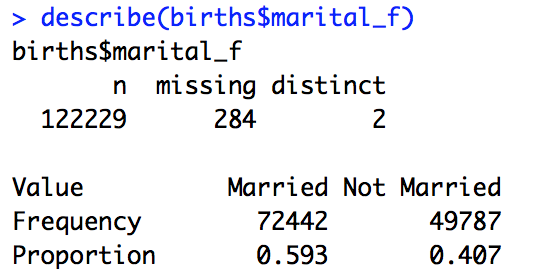 > describe(births$marital_f)
births$marital_f
n missing distinct
122229 284 2
Value Married Not Married
Frequency 72442 49787
Proportion 0.593 0.407